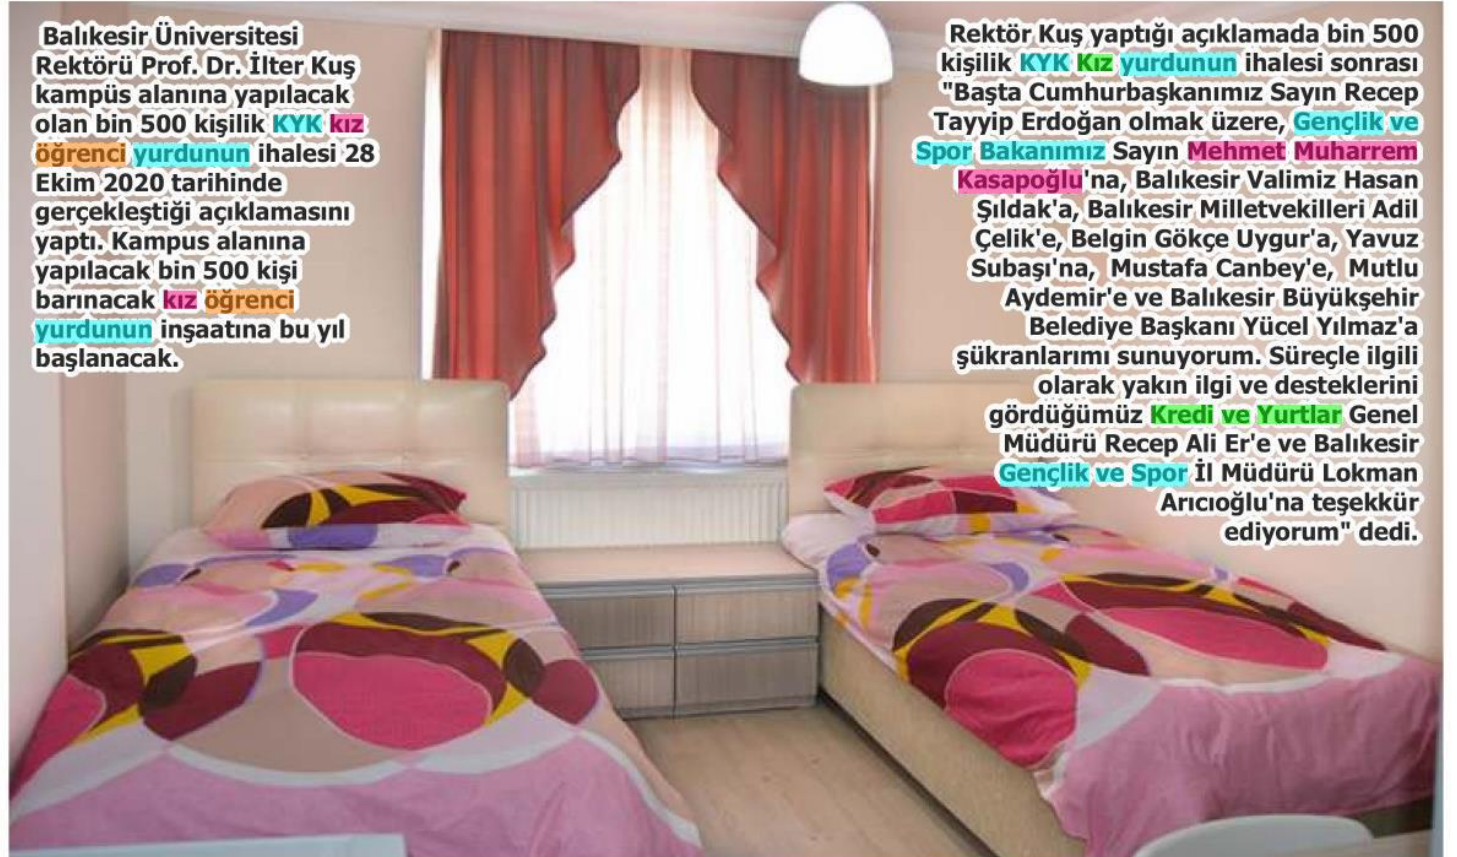 Balıkesir Üniversitesi
Rektörü Prof. Dr. İlter Kuş
kampüs alanına yapılacak
olan bin 500 kişilik KYK kız
öğrenci yurdunun ihalesi 28
Ekim 2020 tarihinde
gerçekleştiği açıklamasını
yaptı. Kampus alanına
yapılacak bin 500 kişi
barınacak kız öğrenci
yurdunun inşaatına bu yıl
başlanacak.
Rektör Kuş yaptığı açıklamada bin 500
kişilik KYK Kız yurdunun ihalesi sonrası
"Başta Cumhurbaşkanımız Sayın Recep
Tayyip Erdoğan olmak üzere, Gençlik ve
Spor Bakanımız Sayın Mehmet Muharrem
Kasapoğlu'na, Balıkesir Valimiz Hasan
Şıldak'a, Balıkesir Milletvekilleri Adil
Çelik'e, Belgin Gökçe Uygur'a, Yavuz
Subaşı'na, Mustafa Canbey'e, Mutlu
Aydemir'e ve Balıkesir Büyükşehir
Belediye Başkanı Yücel Yılmaz'a
şükranlarımı sunuyorum. Süreçle ilgili
olarak yakın ilgi ve desteklerini
gördüğümüz Kredi ve Yurtlar Genel
Müdürü Recep Ali Er'e ve Balıkesir
Gençlik ve Spor İl Müdürü Lokman
Arıcıoğlu'na teşekkür
ediyorum" dedi.